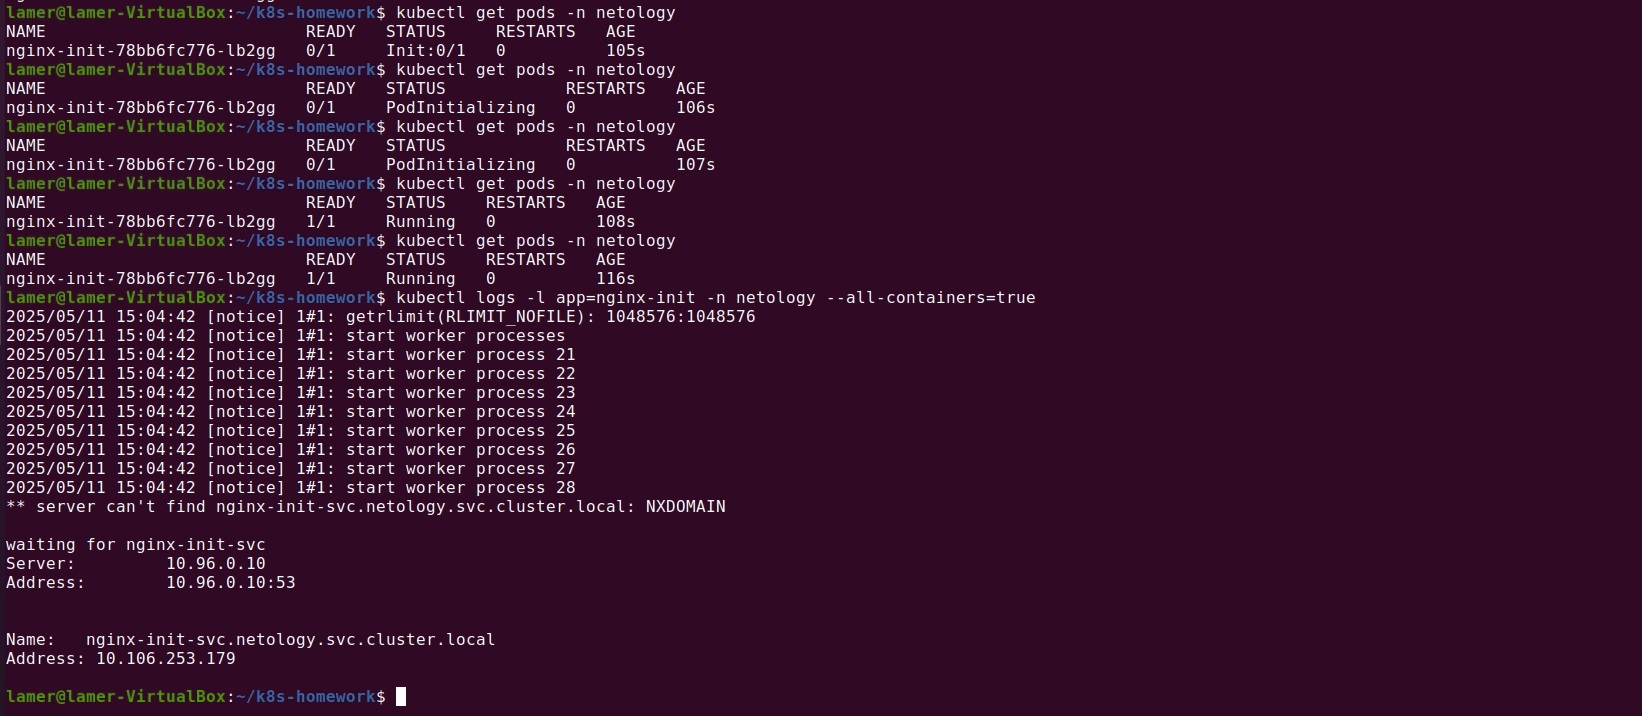 lamer@lamer-VirtualBox:~/k8s-homework$ kubectl get pods -n netology
NAME                          READY   STATUS     RESTARTS   AGE
nginx-init-78bb6fc776-lb2gg   0/1     Init:0/1   0          105s
lamer@lamer-VirtualBox:~/k8s-homework$ kubectl get pods -n netology
NAME                          READY   STATUS            RESTARTS   AGE
nginx-init-78bb6fc776-lb2gg   0/1     PodInitializing   0          106s
lamer@lamer-VirtualBox:~/k8s-homework$ kubectl get pods -n netology
NAME                          READY   STATUS            RESTARTS   AGE
nginx-init-78bb6fc776-lb2gg   0/1     PodInitializing   0          107s
lamer@lamer-VirtualBox:~/k8s-homework$ kubectl get pods -n netology
NAME                          READY   STATUS    RESTARTS   AGE
nginx-init-78bb6fc776-lb2gg   1/1     Running   0          108s
lamer@lamer-VirtualBox:~/k8s-homework$ kubectl get pods -n netology
NAME                          READY   STATUS    RESTARTS   AGE
nginx-init-78bb6fc776-lb2gg   1/1     Running   0          116s
lamer@lamer-VirtualBox:~/k8s-homework$ kubectl logs -l app=nginx-init -n netology --all-containers=true
2025/05/11 15:04:42 [notice] 1#1: getrlimit(RLIMIT_NOFILE): 1048576:1048576
2025/05/11 15:04:42 [notice] 1#1: start worker processes
2025/05/11 15:04:42 [notice] 1#1: start worker process 21
2025/05/11 15:04:42 [notice] 1#1: start worker process 22
2025/05/11 15:04:42 [notice] 1#1: start worker process 23
2025/05/11 15:04:42 [notice] 1#1: start worker process 24
2025/05/11 15:04:42 [notice] 1#1: start worker process 25
2025/05/11 15:04:42 [notice] 1#1: start worker process 26
2025/05/11 15:04:42 [notice] 1#1: start worker process 27
2025/05/11 15:04:42 [notice] 1#1: start worker process 28
** server can't find nginx-init-svc.netology.svc.cluster.local: NXDOMAIN
waiting for nginx-init-svc
Server:         10.96.0.10
Address:        10.96.0.10:53
Name:   nginx-init-svc.netology.svc.cluster.local
Address: 10.106.253.179
lamer@lamer-VirtualBox:~/k8s-homework$